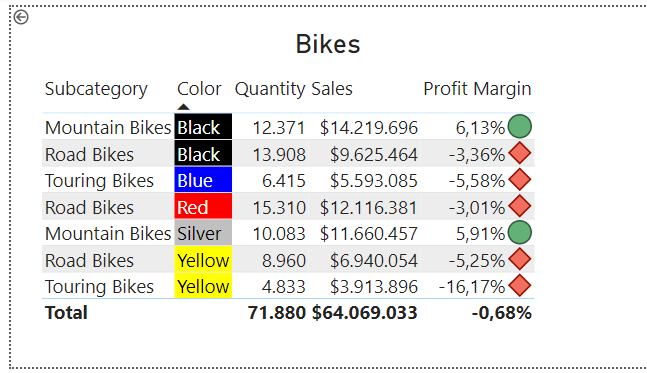 Bikes
Subcategory Color Quantity Sales Profit Margin
Mountain Bikes Black 12.371 $14.219.696 6,13%
Road Bikes Black 13.908 $9.625.464 -3,36%
Touring Bikes Blue 6.415 $5.593.085 -5,58%
Road Bikes Red 15.310 $12.116.381 -3,01%
Mountain Bikes Silver 10.083 $11.660.457 5,91%
Road Bikes Yellow 8.960 $6.940.054 -5,25%
Touring Bikes Yellow 4.833 $3.913.896 -16,17%
Total 71.880 $64.069.033 -0,68%